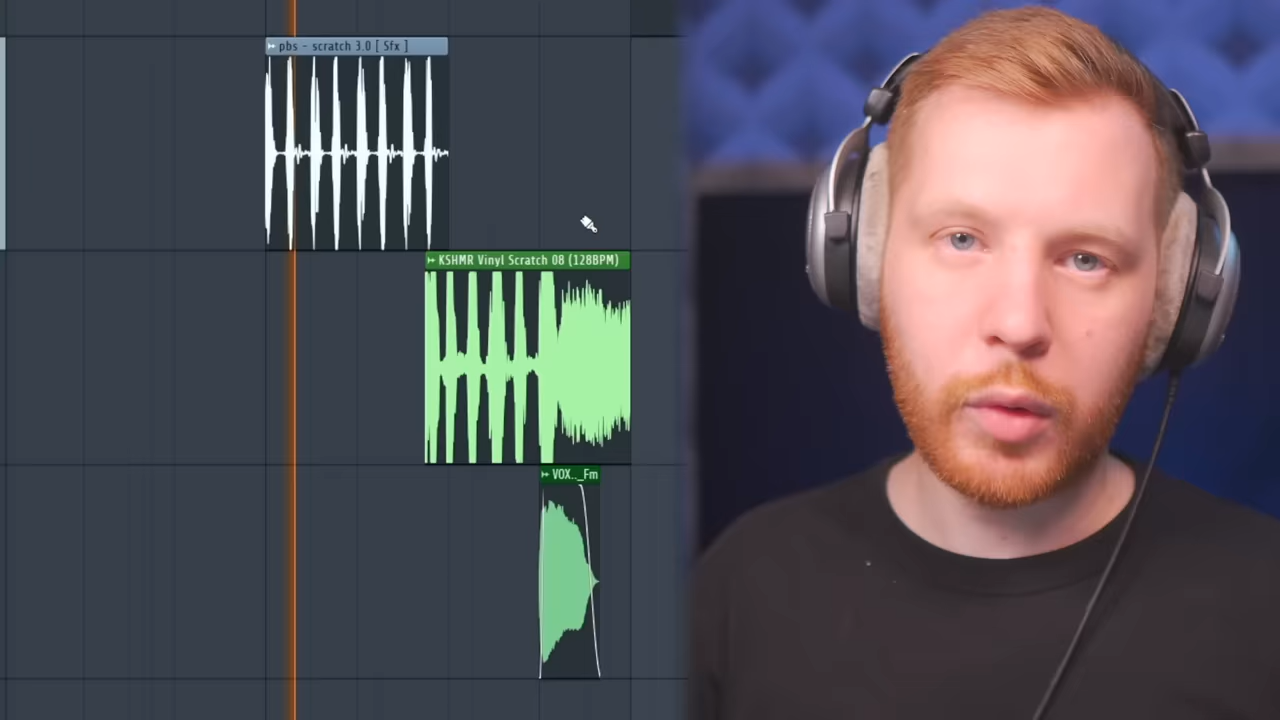 pbs - scratch 3.0 [ Sfx ]
KSHMR Vinyl Scratch 08 (128BPM)
VOX.._Fm